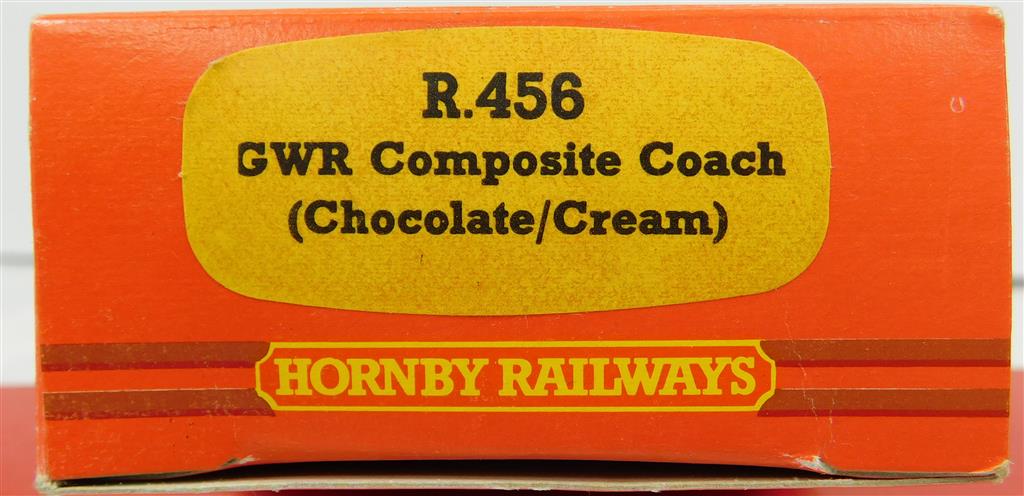 R.456
GWR Composite Coach
(Chocolate/Cream)
HORNBY RAILWAYS